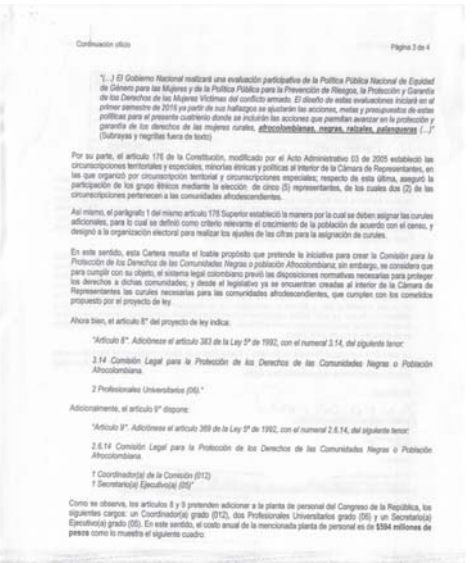 Continuación oficio
Página 3 de 4
"(...) El Gobierno Nacional realizará una evaluación participativa de la Política Pública Nacional de Equidad
de Género para las Mujeres y de la Política Pública para la Prevención de Riesgos, la Protección y Garantía
de los Derechos de las Mujeres Víctimas del conflicto armado. El diseño de estas evaluaciones iniciará en el
primer semestre de 2015 ya partir de sus hallazgos se ajustarán las acciones, metas y presupuestos de estas
políticas para el presente cuatrienio donde se incluirán las acciones que permitan avanzar en la protección y
garantía de los derechos de las mujeres rurales, afrocolombianas, negras, raizales, palenqueras (...)"
(Subrayas y negrillas fuera de texto)
Por su parte, el artículo 176 de la Constitución, modificado por el Acto Administrativo 03 de 2005 estableció las
circunscripciones territoriales y especiales, minorías étnicas y políticas al interior de la Cámara de Representantes, en
las que organizó por circunscripción territorial y circunscripciones especiales; respecto de esta última, aseguró la
participación de los grupo étnicos mediante la elección de cinco (5) representantes, de los cuales dos (2) de las
circunscripciones pertenecen a las comunidades afrodescendientes.
Así mismo, el parágrafo 1 del mismo artículo 176 Superior estableció la manera por la cual se deben asignar las curules
adicionales, para lo cual se definió como criterio relevante el crecimiento de la población de acuerdo con el censo, y
designó a la organización electoral para realizar los ajustes de las cifras para la asignación de curules.
En este sentido, esta Cartera resalta el loable propósito que pretende la iniciativa para crear la Comisión para la
Protección de los Derechos de las Comunidades Negras o población Afrocolombiana; sin embargo, se considera que
para cumplir con su objeto, el sistema legal colombiano previó las disposiciones normativas necesarias para proteger
los derechos a dichas comunidades; y desde el legislativo ya se encuentran creadas al interior de la Cámara de
Representantes las curules necesarias para las comunidades afrodescendientes, que cumplen con los cometidos
propuesto por el proyecto de ley.
Ahora bien, el artículo 8° del proyecto de ley indica:
"Artículo 8°. Adiciónese el artículo 383 de la Ley 5ª de 1992, con el numeral 3.14, del siguiente tenor:
3.14 Comisión Legal para la Protección de los Derechos de las Comunidades Negras o Población
Afrocolombiana.
2 Profesionales Universitarios (06)."
Adicionalmente, el artículo 9° dispone:
"Artículo 9°. Adiciónese el artículo 369 de la Ley 5ª de 1992, con el numeral 2.6.14, del siguiente tenor:
2.6.14 Comisión Legal para la Protección de los Derechos de las Comunidades Negras o Población
Afrocolombiana.
1 Coordinador(a) de la Comisión (012)
1 Secretario(a) Ejecutivo(a) (05)"
Como se observa, los artículos 8 y 9 pretenden adicionar a la planta de personal del Congreso de la República, los
siguientes cargos: un Coordinador(a) grado (012), dos Profesionales Universitarios grado (06) y un Secretario(a)
Ejecutivo(a) grado (05). En este sentido, el costo anual de la mencionada planta de personal es de $594 millones de
pesos como lo muestra el siguiente cuadro: